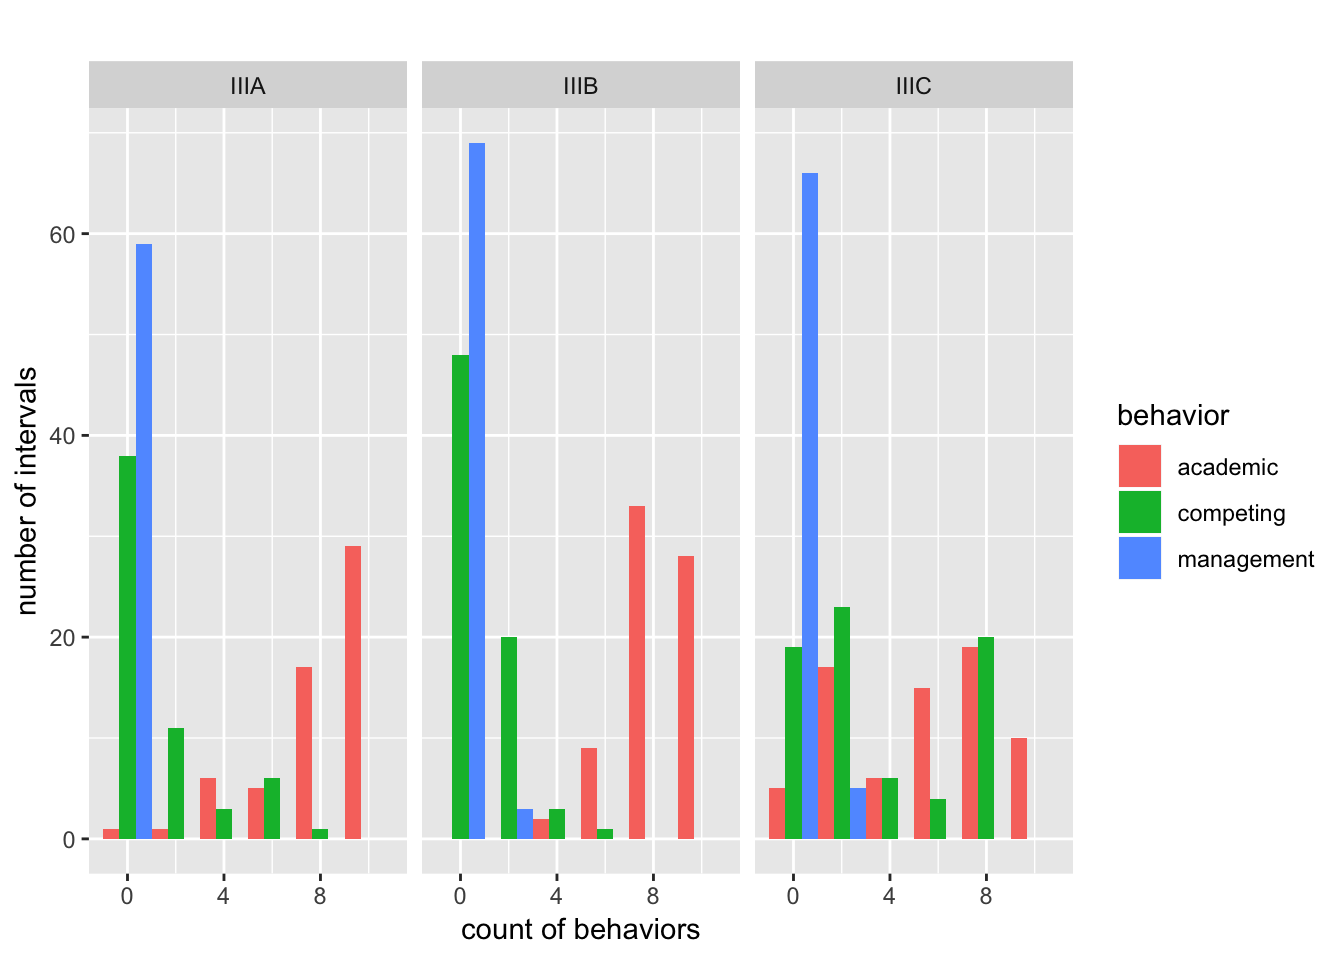 IIIA IIIB IIIC
60
40
20
0
number of intervals
0 4 8 0 4 8 0 4 8
count of behaviors
behavior
academic
competing
management